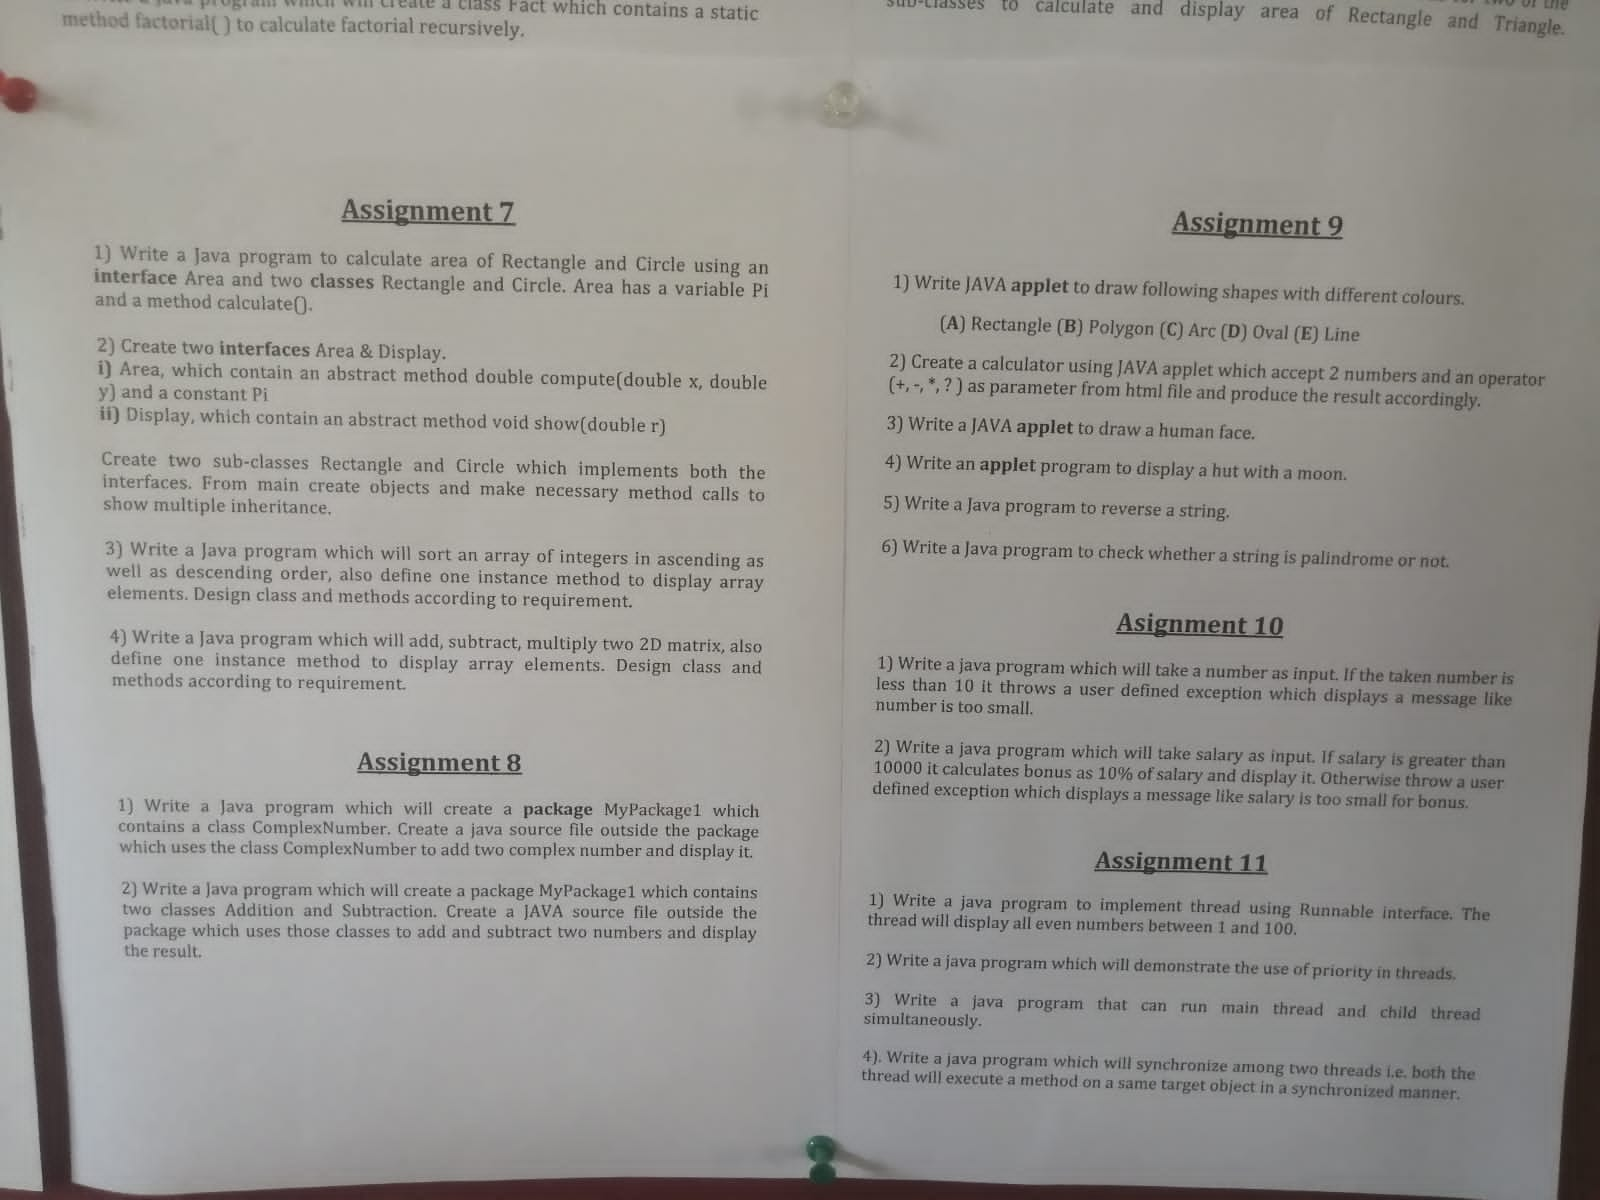 program which will create a class Fact which contains a static
method factorial( ) to calculate factorial recursively.
Assignment 7
1) Write a Java program to calculate area of Rectangle and Circle using an
interface Area and two classes Rectangle and Circle. Area has a variable Pi
and a method calculate().
2) Create two interfaces Area & Display.
i) Area, which contain an abstract method double compute(double x, double
y) and a constant Pi
ii) Display, which contain an abstract method void show(double r)
Create two sub-classes Rectangle and Circle which implements both the
interfaces. From main create objects and make necessary method calls to
show multiple inheritance.
3) Write a Java program which will sort an array of integers in ascending as
well as descending order, also define one instance method to display array
elements. Design class and methods according to requirement.
4) Write a Java program which will add, subtract, multiply two 2D matrix, also
define one instance method to display array elements. Design class and
methods according to requirement.
Assignment 8
1) Write a Java program which will create a package MyPackage1 which
contains a class ComplexNumber. Create a java source file outside the package
which uses the class ComplexNumber to add two complex number and display it.
2) Write a Java program which will create a package MyPackage1 which contains
two classes Addition and Subtraction. Create a JAVA source file outside the
package which uses those classes to add and subtract two numbers and display
the result.
two of the
sub-classes to calculate and display area of Rectangle and Triangle.
Assignment 9
1) Write JAVA applet to draw following shapes with different colours.
(A) Rectangle (B) Polygon (C) Arc (D) Oval (E) Line
2) Create a calculator using JAVA applet which accept 2 numbers and an operator
(+, -, *, ? ) as parameter from html file and produce the result accordingly.
3) Write a JAVA applet to draw a human face.
4) Write an applet program to display a hut with a moon.
5) Write a Java program to reverse a string.
6) Write a Java program to check whether a string is palindrome or not.
Asignment 10
1) Write a java program which will take a number as input. If the taken number is
less than 10 it throws a user defined exception which displays a message like
number is too small.
2) Write a java program which will take salary as input. If salary is greater than
10000 it calculates bonus as 10% of salary and display it. Otherwise throw a user
defined exception which displays a message like salary is too small for bonus.
Assignment 11
1) Write a java program to implement thread using Runnable interface. The
thread will display all even numbers between 1 and 100.
2) Write a java program which will demonstrate the use of priority in threads.
3) Write a java program that can run main thread and child thread
simultaneously.
4). Write a java program which will synchronize among two threads i.e. both the
thread will execute a method on a same target object in a synchronized manner.